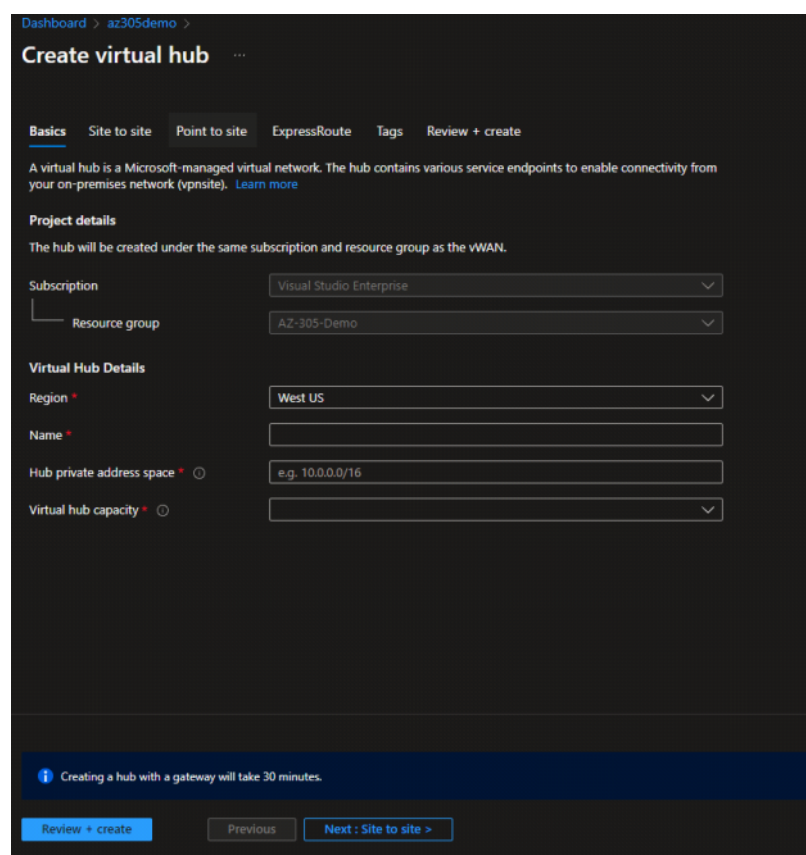 Dashboard > az305demo >
Create virtual hub ...
Basics Site to site Point to site ExpressRoute Tags Review + create
A virtual hub is a Microsoft-managed virtual network. The hub contains various service endpoints to enable connectivity from
your on-premises network (vpnsite). Learn more
Project details
The hub will be created under the same subscription and resource group as the vWAN.
Subscription Visual Studio Enterprise
Resource group AZ-305-Demo
Virtual Hub Details
Region * West US
Name *
Hub private address space * e.g. 10.0.0.0/16
Virtual hub capacity *
Creating a hub with a gateway will take 30 minutes.
Review + create Previous Next : Site to site >